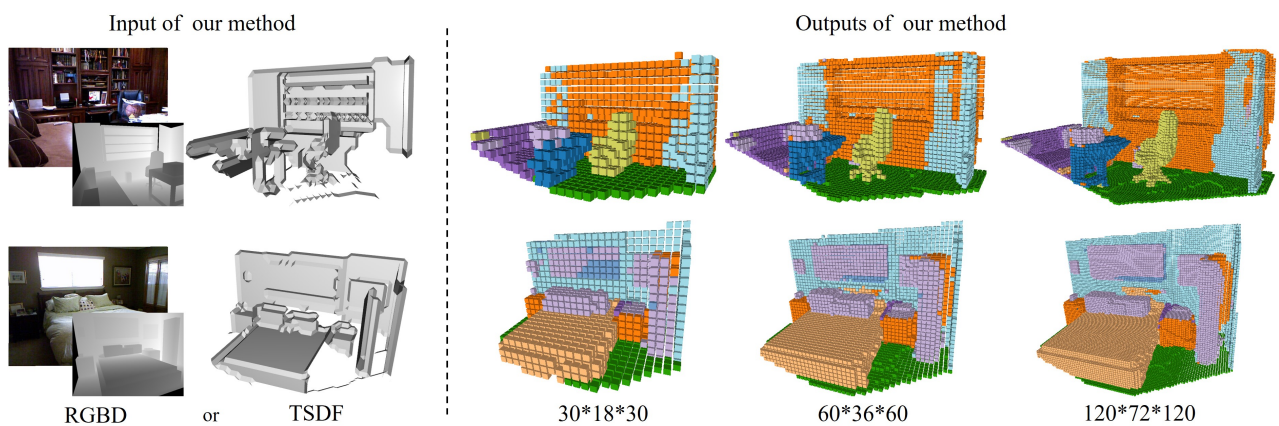 Input of our method
Outputs of our method
RGBD or TSDF
30*18*30
60*36*60
120*72*120